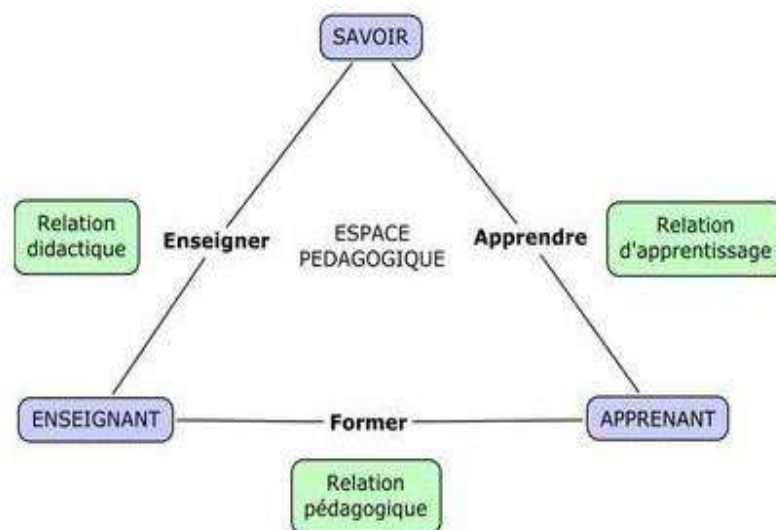 SAVOIR
Relation
didactique
Enseigner
ESPACE
PEDAGOGIQUE
Apprendre
Relation
d'apprentissage
ENSEIGNANT
Former
APPRENANT
Relation
pédagogique